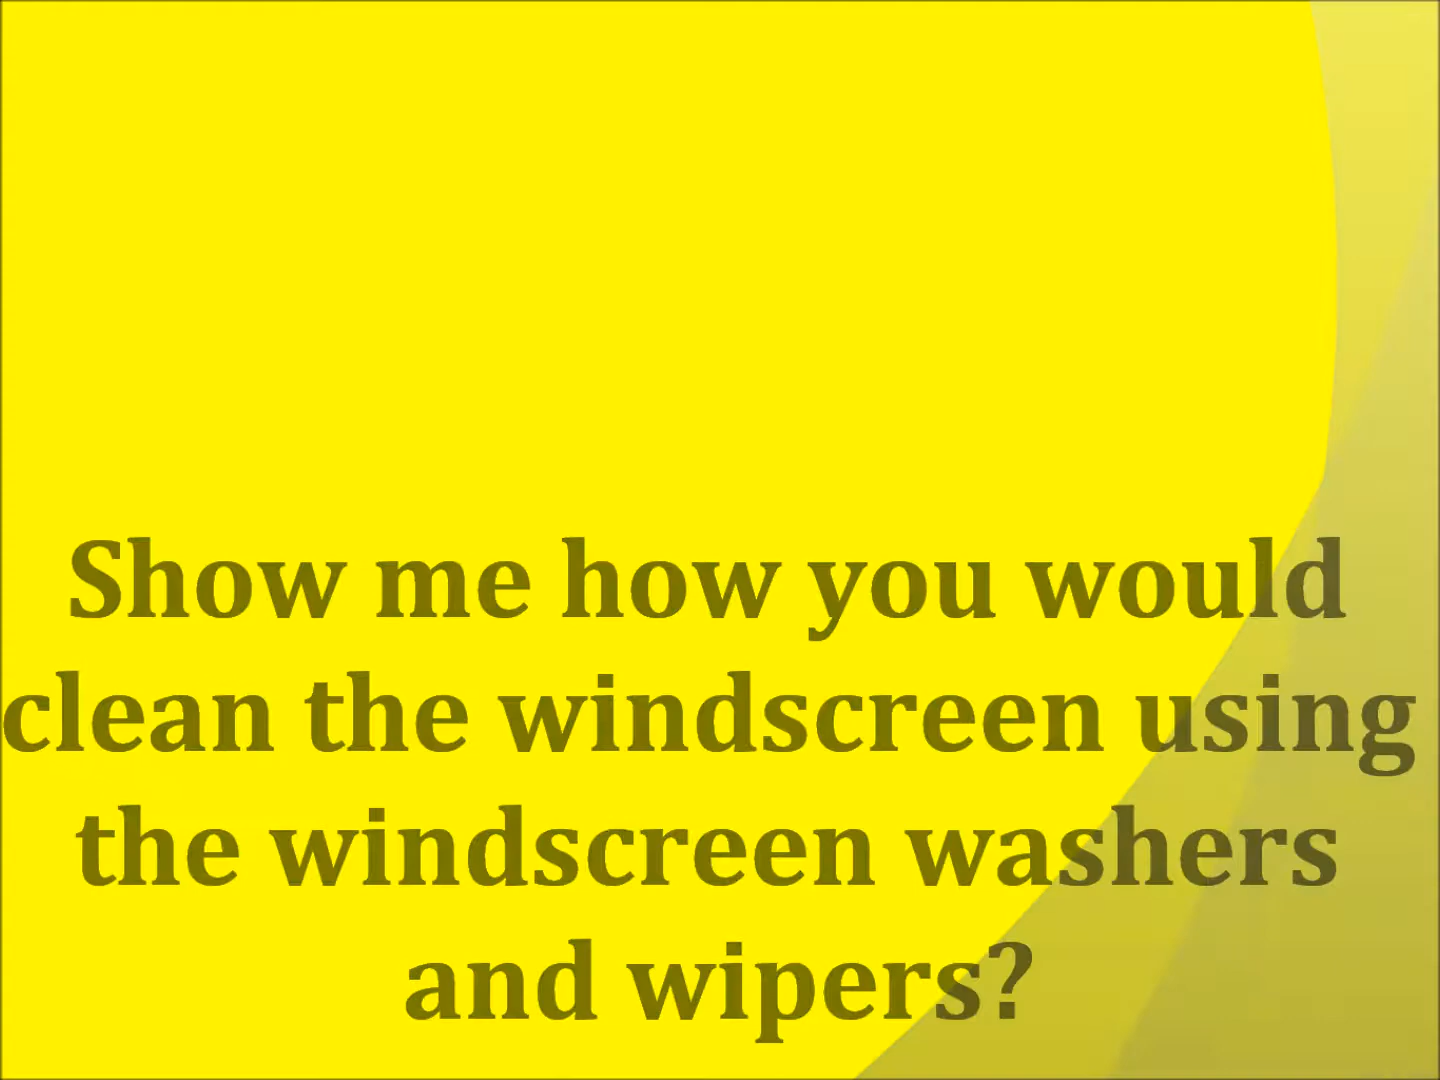 Show me how you would
clean the windscreen using
the windscreen washers
and wipers?